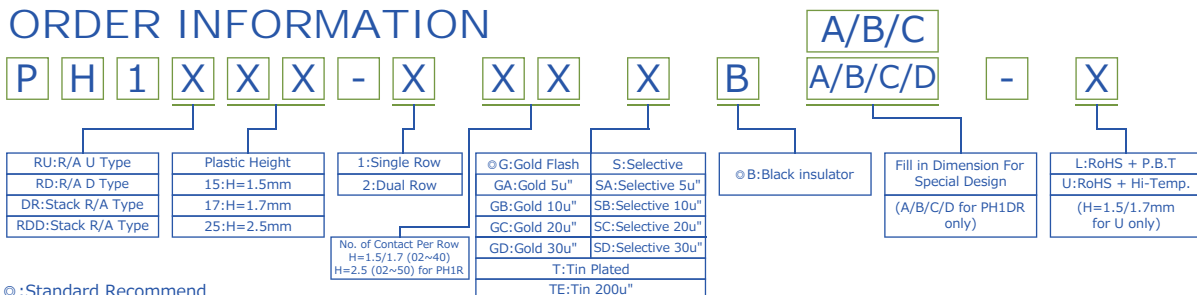 ORDER INFORMATION
A/B/C
P H 1 X X X - X X X X B A/B/C/D - X
RU:R/A U Type
RD:R/A D Type
DR:Stack R/A Type
RDD:Stack R/A Type
Plastic Height
15:H=1.5mm
17:H=1.7mm
25:H=2.5mm
1:Single Row
2:Dual Row
No. of Contact Per Row
H=1.5/1.7 (02~40)
H=2.5 (02~50) for PH1R
◎G:Gold Flash S:Selective
GA:Gold 5u" SA:Selective 5u"
GB:Gold 10u" SB:Selective 10u"
GC:Gold 20u" SC:Selective 20u"
GD:Gold 30u" SD:Selective 30u"
T:Tin Plated
TE:Tin 200u"
◎B:Black insulator
Fill in Dimension For
Special Design
(A/B/C/D for PH1DR
only)
L:RoHS + P.B.T
U:RoHS + Hi-Temp.
(H=1.5/1.7mm
for U only)
◎:Standard Recommend